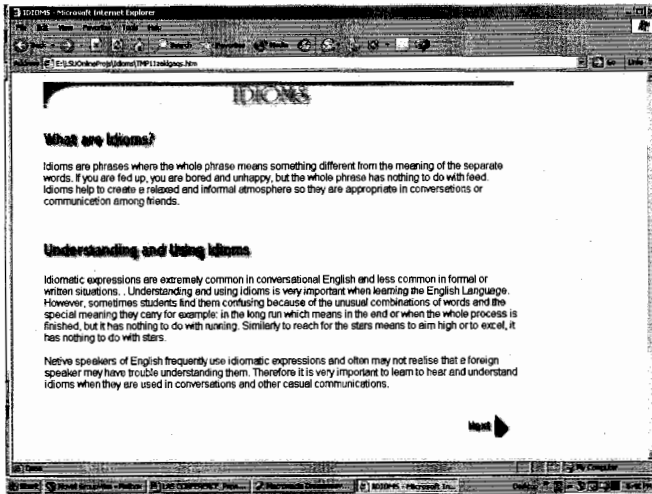 IDIOMS - Microsoft Internet Explorer
E:\LSUOnlineProjs\Idioms\TMP11zeklgnqs.htm
Go
IDIOMS
What are Idioms?
Idioms are phrases where the whole phrase means something different from the meaning of the separate
words. If you are fed up, you are bored and unhappy, but the whole phrase has nothing to do with feed.
Idioms help to create a relaxed and informal atmosphere so they are appropriate in conversations or
communication among friends.
Understanding and Using Idioms
Idiomatic expressions are extremely common in conversational English and less common in formal or
written situations. . Understanding and using idioms is very important when learning the English Language.
However, sometimes students find them confusing because of the unusual combinations of words and the
special meaning they carry for example: in the long run which means in the end or when the whole process is
finished, but it has nothing to do with running. Similarly to reach for the stars means to aim high or to excel, it
has nothing to do with stars.
Native speakers of English frequently use idiomatic expressions and often may not realise that a foreign
speaker may have trouble understanding them. Therefore it is very important to learn to hear and understand
idioms when they are used in conversations and other casual communications.
Next
My Computer
IDIOMS - Microsoft In...